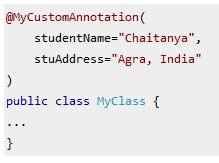 @MyCustomAnnotation(
    studentName="Chaitanya",
    stuAddress="Agra, India"
)
public class MyClass {
...
}